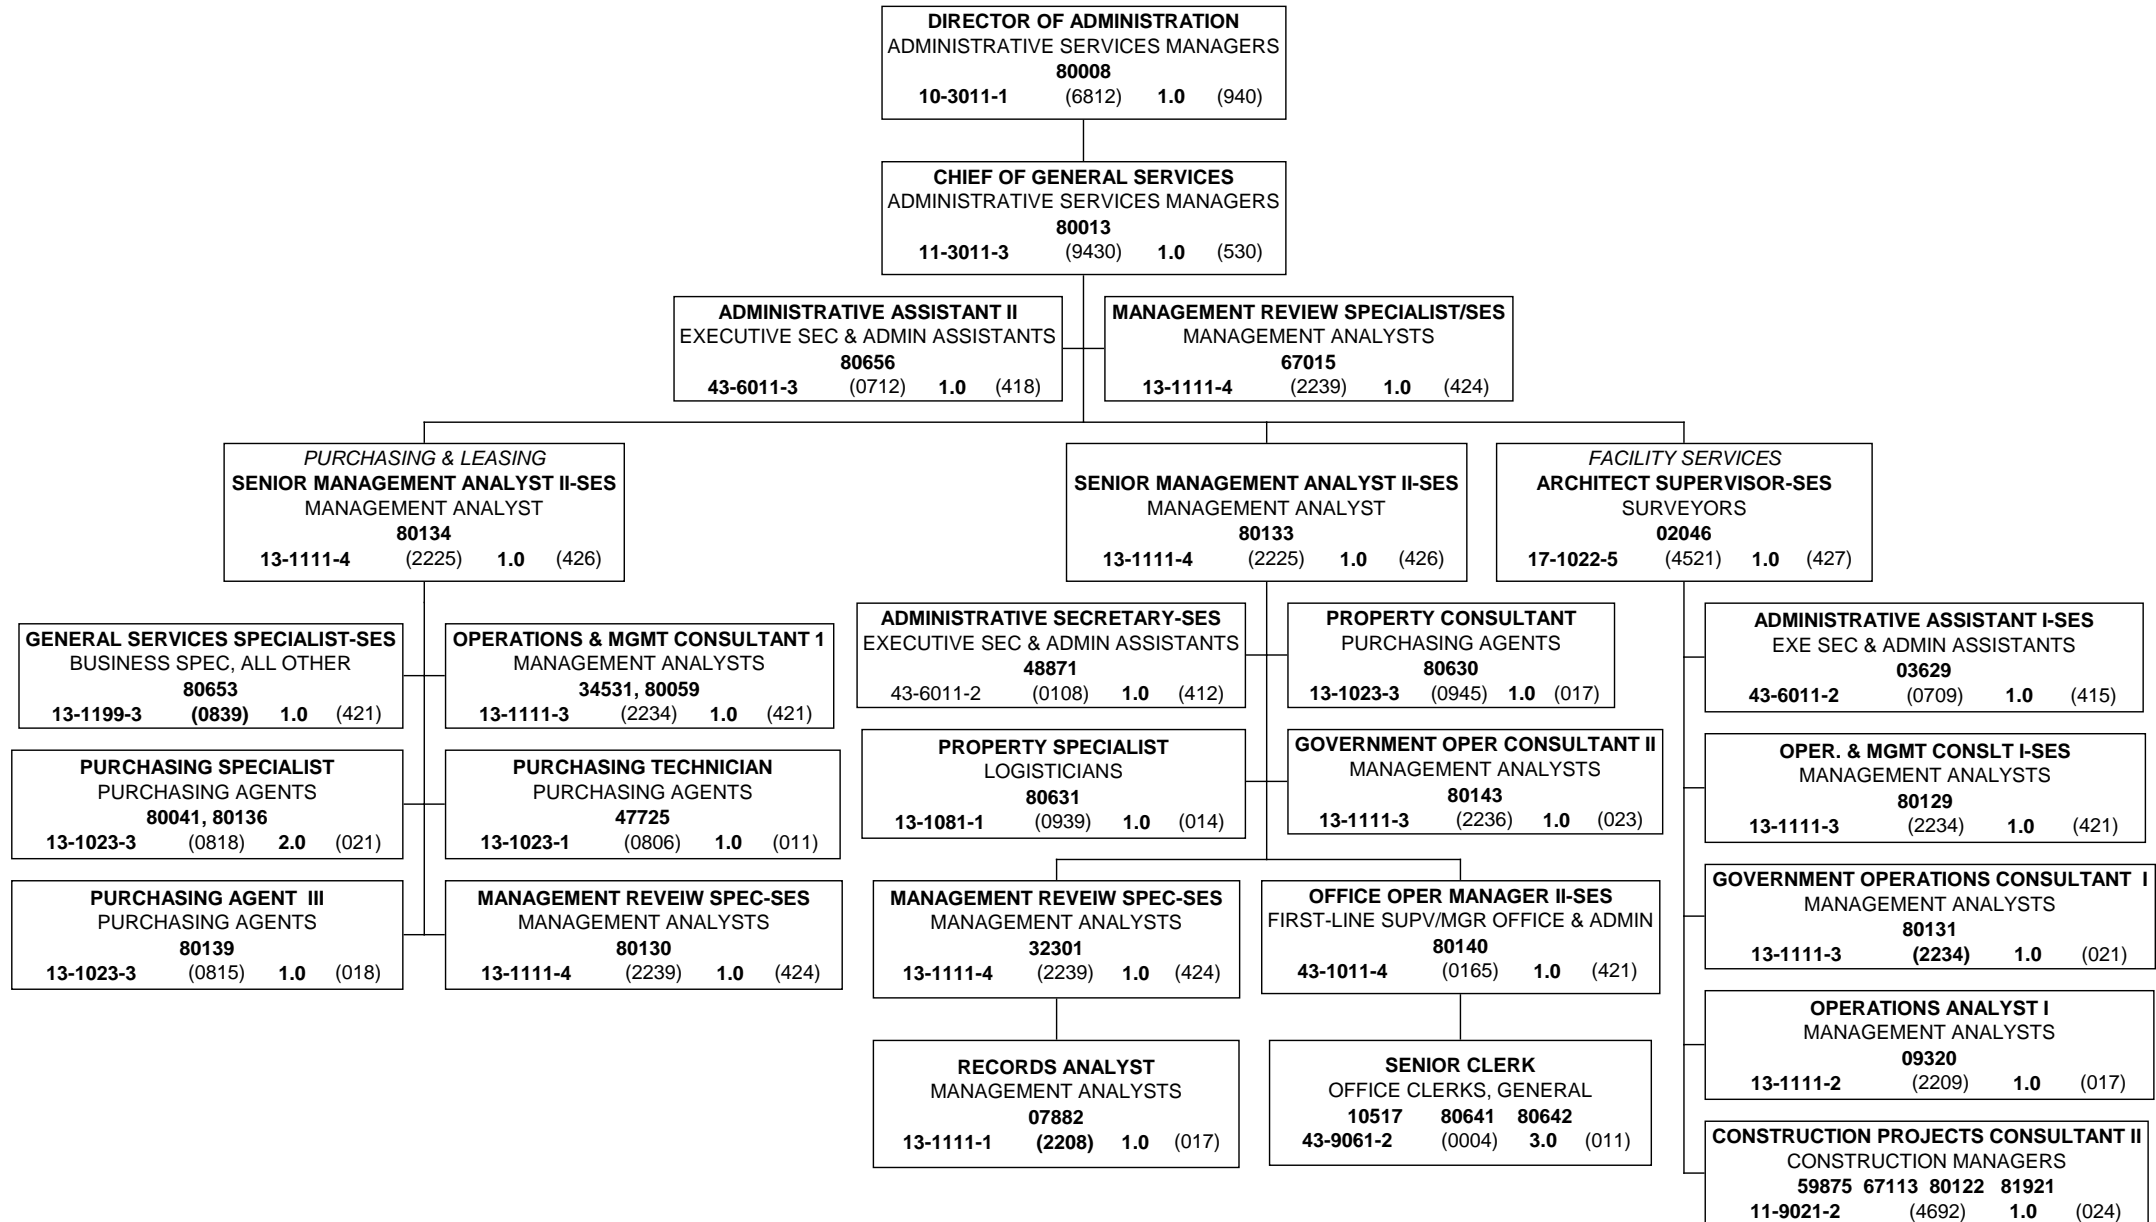 DIRECTOR OF ADMINISTRATION
ADMINISTRATIVE SERVICES MANAGERS
80008
10-3011-1 (6812) 1.0 (940)
CHIEF OF GENERAL SERVICES
ADMINISTRATIVE SERVICES MANAGERS
80013
11-3011-3 (9430) 1.0 (530)
ADMINISTRATIVE ASSISTANT II
EXECUTIVE SEC & ADMIN ASSISTANTS
80656
43-6011-3 (0712) 1.0 (418)
MANAGEMENT REVIEW SPECIALIST/SES
MANAGEMENT ANALYSTS
67015
13-1111-4 (2239) 1.0 (424)
PURCHASING & LEASING
SENIOR MANAGEMENT ANALYST II-SES
MANAGEMENT ANALYST
80134
13-1111-4 (2225) 1.0 (426)
SENIOR MANAGEMENT ANALYST II-SES
MANAGEMENT ANALYST
80133
13-1111-4 (2225) 1.0 (426)
FACILITY SERVICES
ARCHITECT SUPERVISOR-SES
SURVEYORS
02046
17-1022-5 (4521) 1.0 (427)
GENERAL SERVICES SPECIALIST-SES
BUSINESS SPEC, ALL OTHER
80653
13-1199-3 (0839) 1.0 (421)
OPERATIONS & MGMT CONSULTANT 1
MANAGEMENT ANALYSTS
34531, 80059
13-1111-3 (2234) 1.0 (421)
PURCHASING SPECIALIST
PURCHASING AGENTS
80041, 80136
13-1023-3 (0818) 2.0 (021)
PURCHASING TECHNICIAN
PURCHASING AGENTS
47725
13-1023-1 (0806) 1.0 (011)
PURCHASING AGENT III
PURCHASING AGENTS
80139
13-1023-3 (0815) 1.0 (018)
MANAGEMENT REVEIW SPEC-SES
MANAGEMENT ANALYSTS
80130
13-1111-4 (2239) 1.0 (424)
ADMINISTRATIVE SECRETARY-SES
EXECUTIVE SEC & ADMIN ASSISTANTS
48871
43-6011-2 (0108) 1.0 (412)
PROPERTY CONSULTANT
PURCHASING AGENTS
80630
13-1023-3 (0945) 1.0 (017)
PROPERTY SPECIALIST
LOGISTICIANS
80631
13-1081-1 (0939) 1.0 (014)
GOVERNMENT OPER CONSULTANT II
MANAGEMENT ANALYSTS
80143
13-1111-3 (2236) 1.0 (023)
MANAGEMENT REVEIW SPEC-SES
MANAGEMENT ANALYSTS
32301
13-1111-4 (2239) 1.0 (424)
OFFICE OPER MANAGER II-SES
FIRST-LINE SUPV/MGR OFFICE & ADMIN
80140
43-1011-4 (0165) 1.0 (421)
RECORDS ANALYST
MANAGEMENT ANALYSTS
07882
13-1111-1 (2208) 1.0 (017)
SENIOR CLERK
OFFICE CLERKS, GENERAL
10517 80641 80642
43-9061-2 (0004) 3.0 (011)
ADMINISTRATIVE ASSISTANT I-SES
EXE SEC & ADMIN ASSISTANTS
03629
43-6011-2 (0709) 1.0 (415)
OPER. & MGMT CONSLT I-SES
MANAGEMENT ANALYSTS
80129
13-1111-3 (2234) 1.0 (421)
GOVERNMENT OPERATIONS CONSULTANT I
MANAGEMENT ANALYSTS
80131
13-1111-3 (2234) 1.0 (021)
OPERATIONS ANALYST I
MANAGEMENT ANALYSTS
09320
13-1111-2 (2209) 1.0 (017)
CONSTRUCTION PROJECTS CONSULTANT II
CONSTRUCTION MANAGERS
59875 67113 80122 81921
11-9021-2 (4692) 1.0 (024)